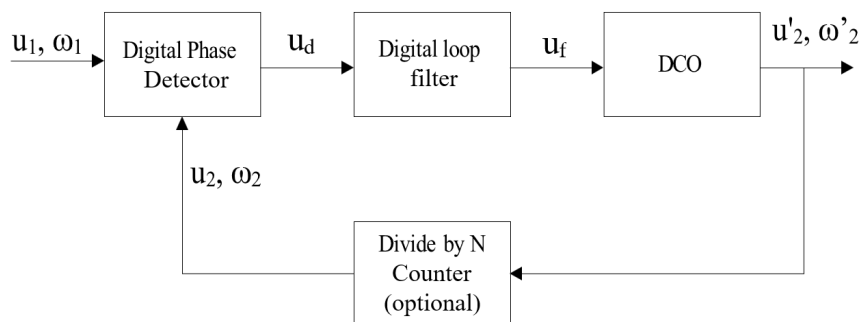 u1, ω1
Digital Phase
Detector
ud
Digital loop
filter
uf
DCO
u'2, ω’2
u2, ω2
Divide by N
Counter
(optional)